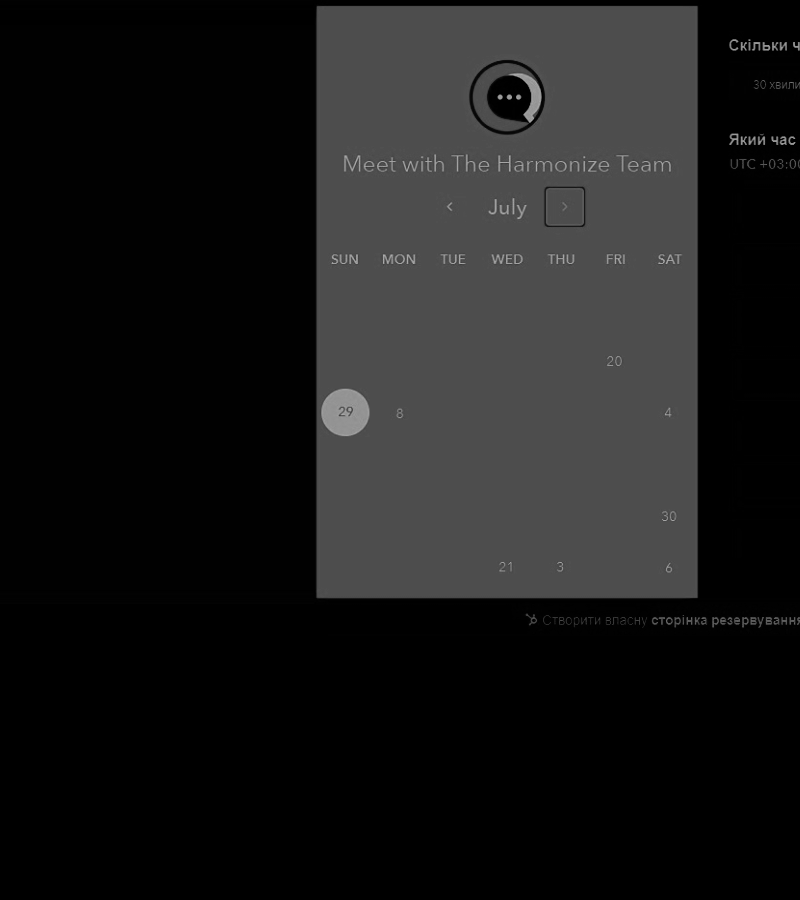 Meet with The Harmonize Team
July
SUN MON TUE WED THU FRI SAT
20
29 8 4
30
21 3 6
Скільки ч
30 хвили
Який час
UTC +03:00
Створити власну сторінка резервування